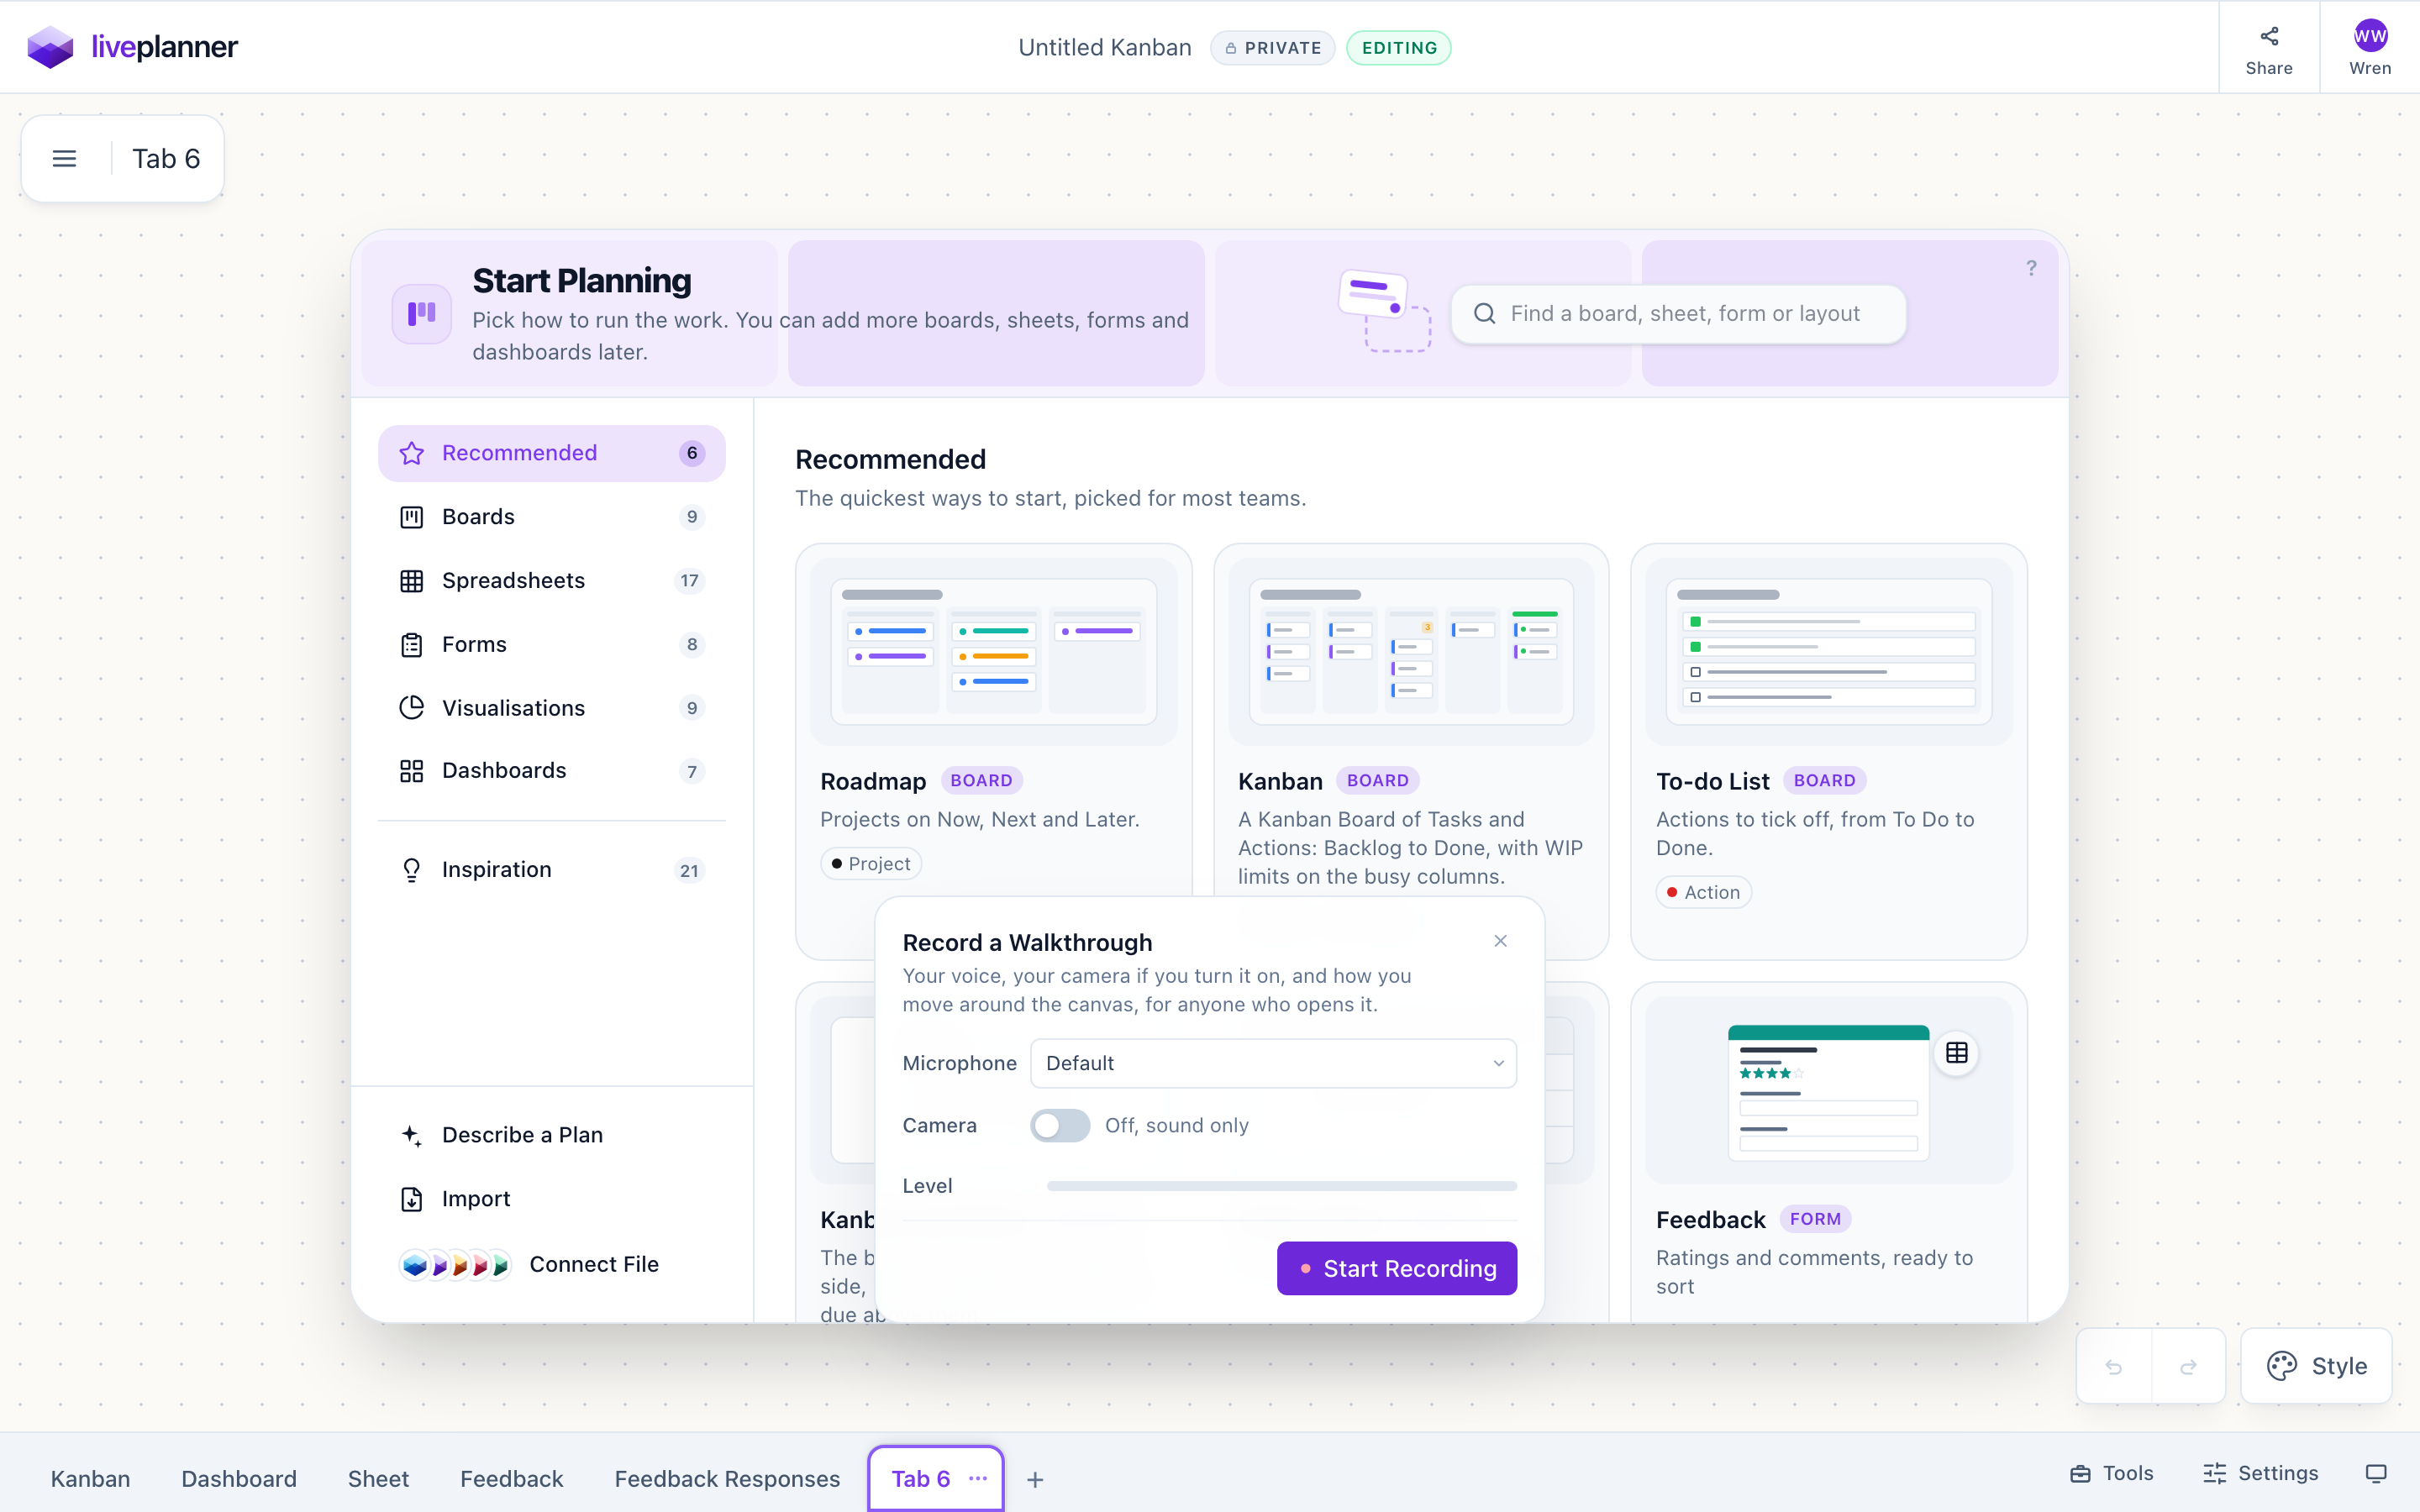 liveplanner
Untitled Kanban
PRIVATE
EDITING
Share
WW
Wren
Tab 6
Start Planning
Pick how to run the work. You can add more boards, sheets, forms and
dashboards later.
Find a board, sheet, form or layout
?
Recommended 6
Boards 9
Spreadsheets 17
Forms 8
Visualisations 9
Dashboards 7
Inspiration 21
Describe a Plan
Import
Connect File
Recommended
The quickest ways to start, picked for most teams.
Roadmap BOARD
Projects on Now, Next and Later.
Project
3
Kanban BOARD
A Kanban Board of Tasks and
Actions: Backlog to Done, with WIP
limits on the busy columns.
To-do List BOARD
Actions to tick off, from To Do to
Done.
Action
Record a Walkthrough
Your voice, your camera if you turn it on, and how you
move around the canvas, for anyone who opens it.
Microphone Default
Camera Off, sound only
Level
Start Recording
The
side,
due
Feedback FORM
Ratings and comments, ready to
sort
Style
Kanban
Dashboard
Sheet
Feedback
Feedback Responses
Tab 6
Tools
Settings